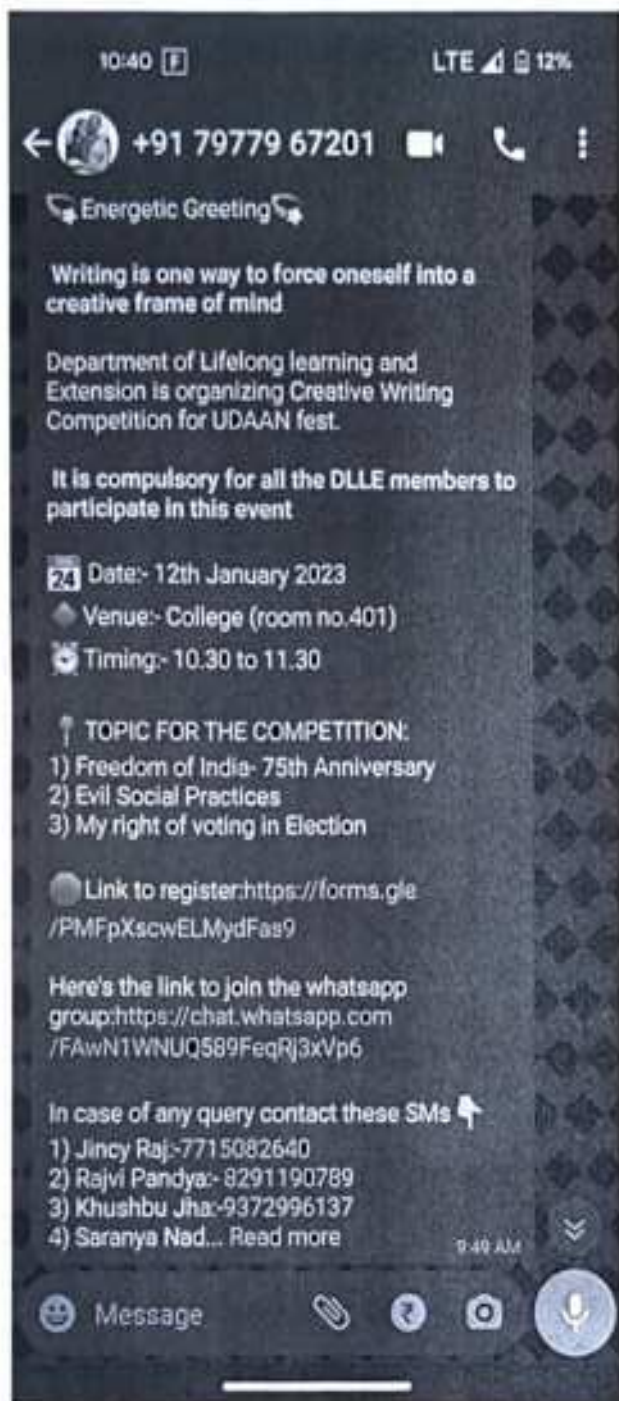 10:40 F LTE 12%
+91 79779 67201
Energetic Greeting
Writing is one way to force oneself into a
creative frame of mind
Department of Lifelong learning and
Extension is organizing Creative Writing
Competition for UDAAN fest.
It is compulsory for all the DLLE members to
participate in this event
24 Date:- 12th January 2023
Venue:- College (room no.401)
Timing:- 10.30 to 11.30
TOPIC FOR THE COMPETITION:
1) Freedom of India- 75th Anniversary
2) Evil Social Practices
3) My right of voting in Election
Link to register:https://forms.gle
/PMFpXscwELMydFas9
Here's the link to join the whatsapp
group:https://chat.whatsapp.com
/FAwN1WNUQ589FeqRj3xVp6
In case of any query contact these SMs
1) Jincy Raj:-7715082640
2) Rajvi Pandya:- 8291190789
3) Khushbu Jha:-9372996137
4) Saranya Nad... Read more 9:49 AM
Message ₹